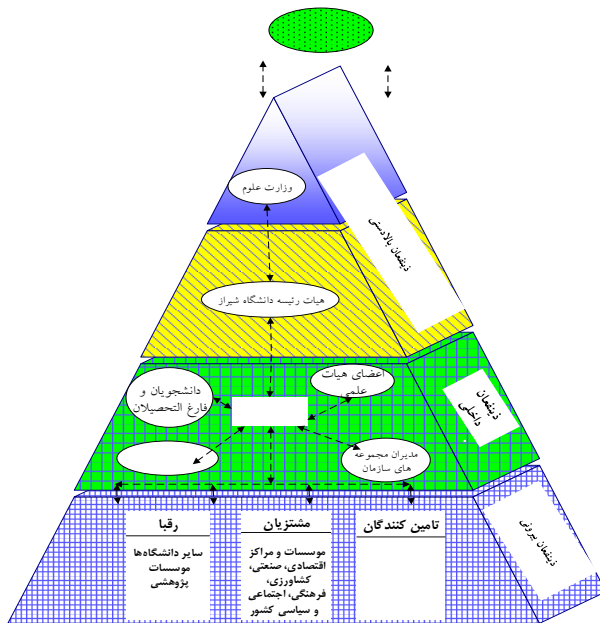 وزارت علوم
ذینفعان بالادستی
هیات رئیسه دانشگاه شیراز
اعضای هیات
علمی
دانشجویان و
فارغ التحصیلان
ذینفعان
داخلی
مدیران مجموعه
های سازمان
ذینفعان بیرونی
تامین کنندگان
مشتریان
موسسات و مراکز
اقتصادی، صنعتی،
کشاورزی،
فرهنگی، اجتماعی
و سیاسی کشور
رقبا
سایر دانشگاه‌ها
موسسات
پژوهشی